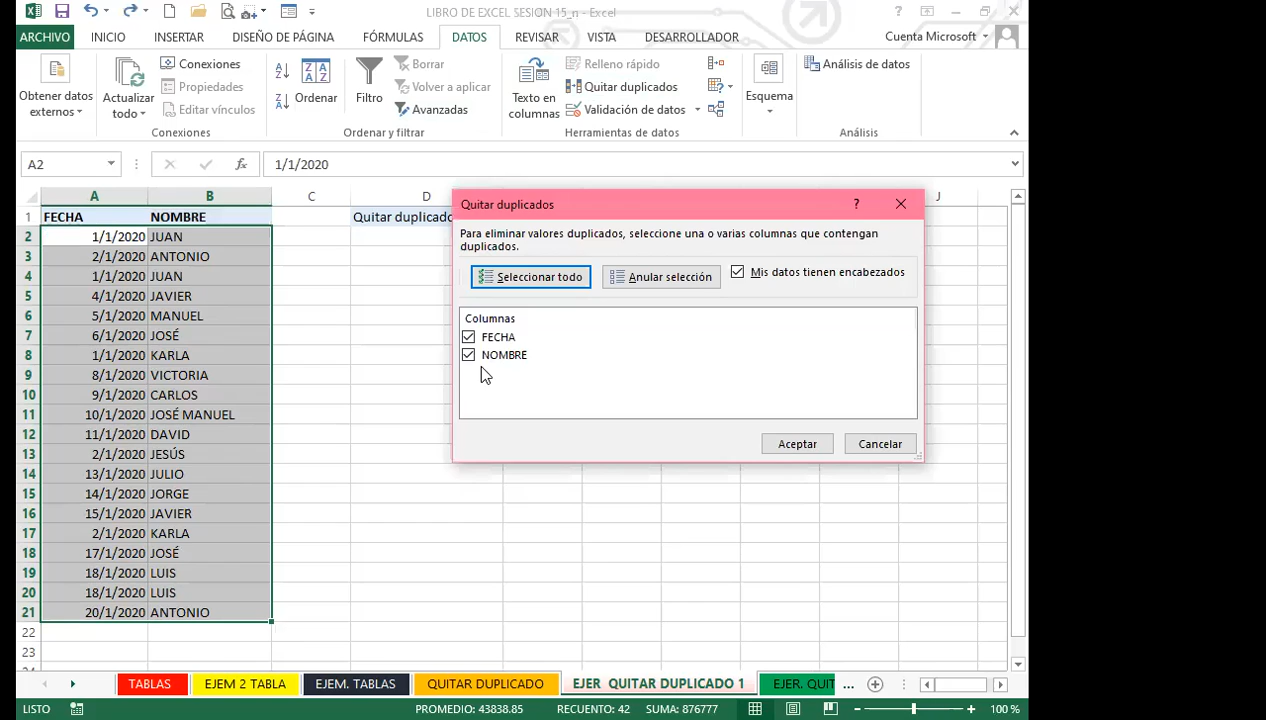 LIBRO DE EXCEL SESION 15_n - Excel
?
ARCHIVO INICIO INSERTAR DISEÑO DE PÁGINA FÓRMULAS DATOS REVISAR VISTA DESARROLLADOR Cuenta Microsoft
Obtener datos externos
Actualizar todo
Conexiones
Propiedades
Editar vínculos
Conexiones
Ordenar
Filtro
Borrar
Volver a aplicar
Avanzadas
Ordenar y filtrar
Texto en columnas
Relleno rápido
Quitar duplicados
Validación de datos
Herramientas de datos
Esquema
Análisis de datos
Análisis
A2 fx 1/1/2020
A B C D J
1 FECHA NOMBRE Quitar duplicado
2 1/1/2020 JUAN
3 2/1/2020 ANTONIO
4 1/1/2020 JUAN
5 4/1/2020 JAVIER
6 5/1/2020 MANUEL
7 6/1/2020 JOSÉ
8 1/1/2020 KARLA
9 8/1/2020 VICTORIA
10 9/1/2020 CARLOS
11 10/1/2020 JOSÉ MANUEL
12 11/1/2020 DAVID
13 2/1/2020 JESÚS
14 13/1/2020 JULIO
15 14/1/2020 JORGE
16 15/1/2020 JAVIER
17 2/1/2020 KARLA
18 17/1/2020 JOSÉ
19 18/1/2020 LUIS
20 18/1/2020 LUIS
21 20/1/2020 ANTONIO
22
23
Quitar duplicados ?
Para eliminar valores duplicados, seleccione una o varias columnas que contengan
duplicados.
Seleccionar todo Anular selección Mis datos tienen encabezados
Columnas
FECHA
NOMBRE
Aceptar Cancelar
TABLAS EJEM 2 TABLA EJEM. TABLAS QUITAR DUPLICADO EJER QUITAR DUPLICADO 1 EJER. QUIT ...
LISTO PROMEDIO: 43838.85 RECUENTO: 42 SUMA: 876777 100 %